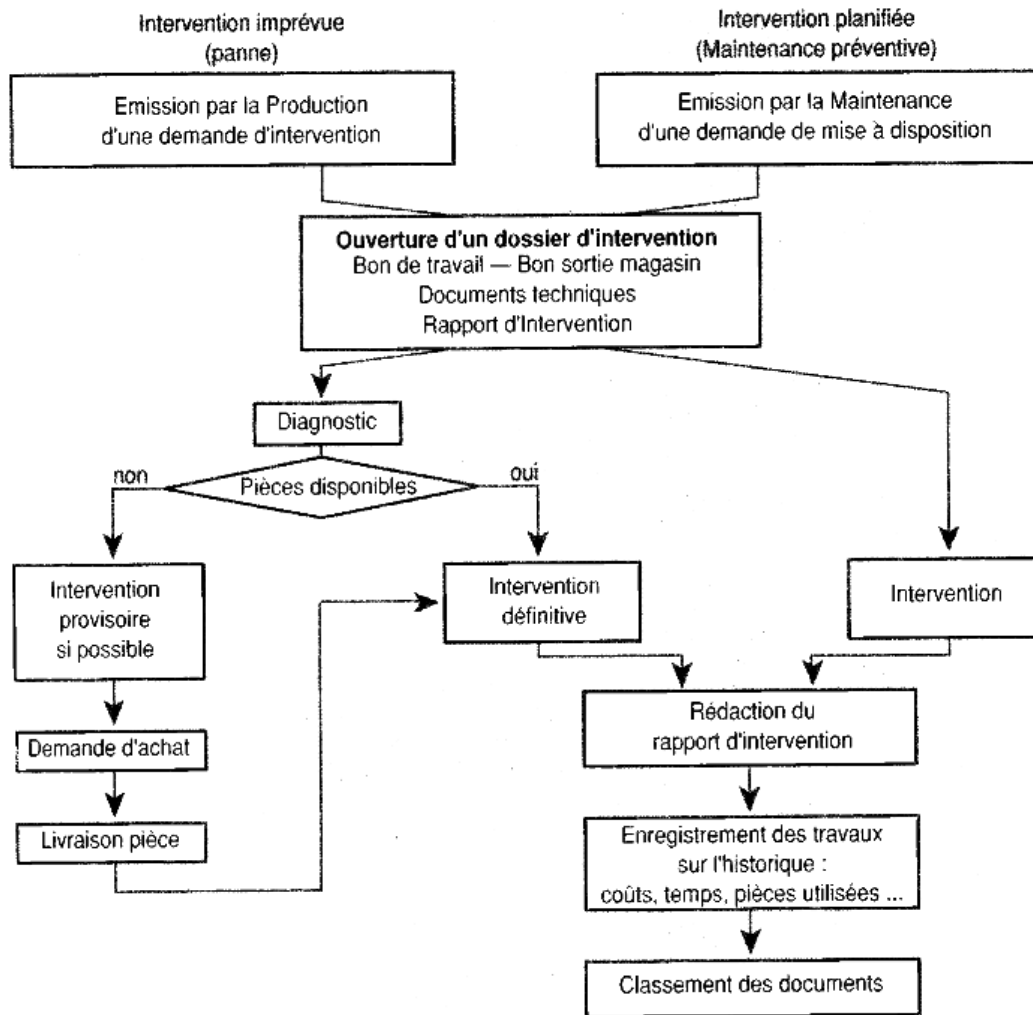 Intervention imprévue
(panne)
Intervention planifiée
(Maintenance préventive)
Emission par la Production
d'une demande d'intervention
Emission par la Maintenance
d'une demande de mise à disposition
Ouverture d'un dossier d'intervention
Bon de travail — Bon sortie magasin
Documents techniques
Rapport d'Intervention
Diagnostic
non
Pièces disponibles
oui
Intervention
provisoire
si possible
Intervention
définitive
Intervention
Demande d'achat
Rédaction du
rapport d'intervention
Livraison pièce
Enregistrement des travaux
sur l'historique :
coûts, temps, pièces utilisées ...
Classement des documents